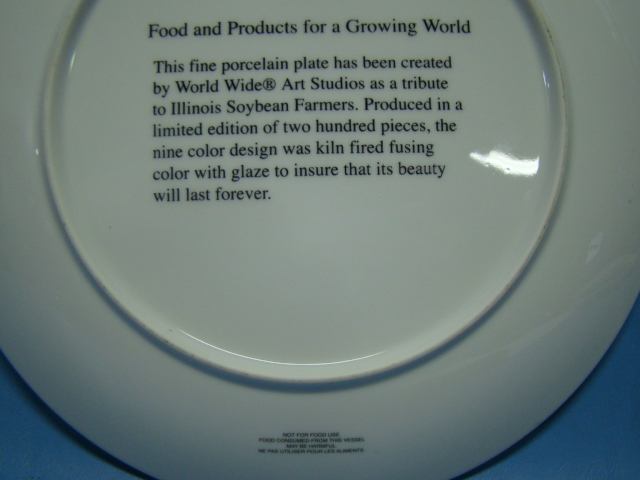 Food and Products for a Growing World
This fine porcelain plate has been created
by World Wide® Art Studios as a tribute
to Illinois Soybean Farmers. Produced in a
limited edition of two hundred pieces, the
nine color design was kiln fired fusing
color with glaze to insure that its beauty
will last forever.
NOT FOR FOOD USE
FOOD CONSUMED FROM THIS VESSEL
MAY BE HARMFUL
NE PAS UTILISER POUR LES ALIMENTS